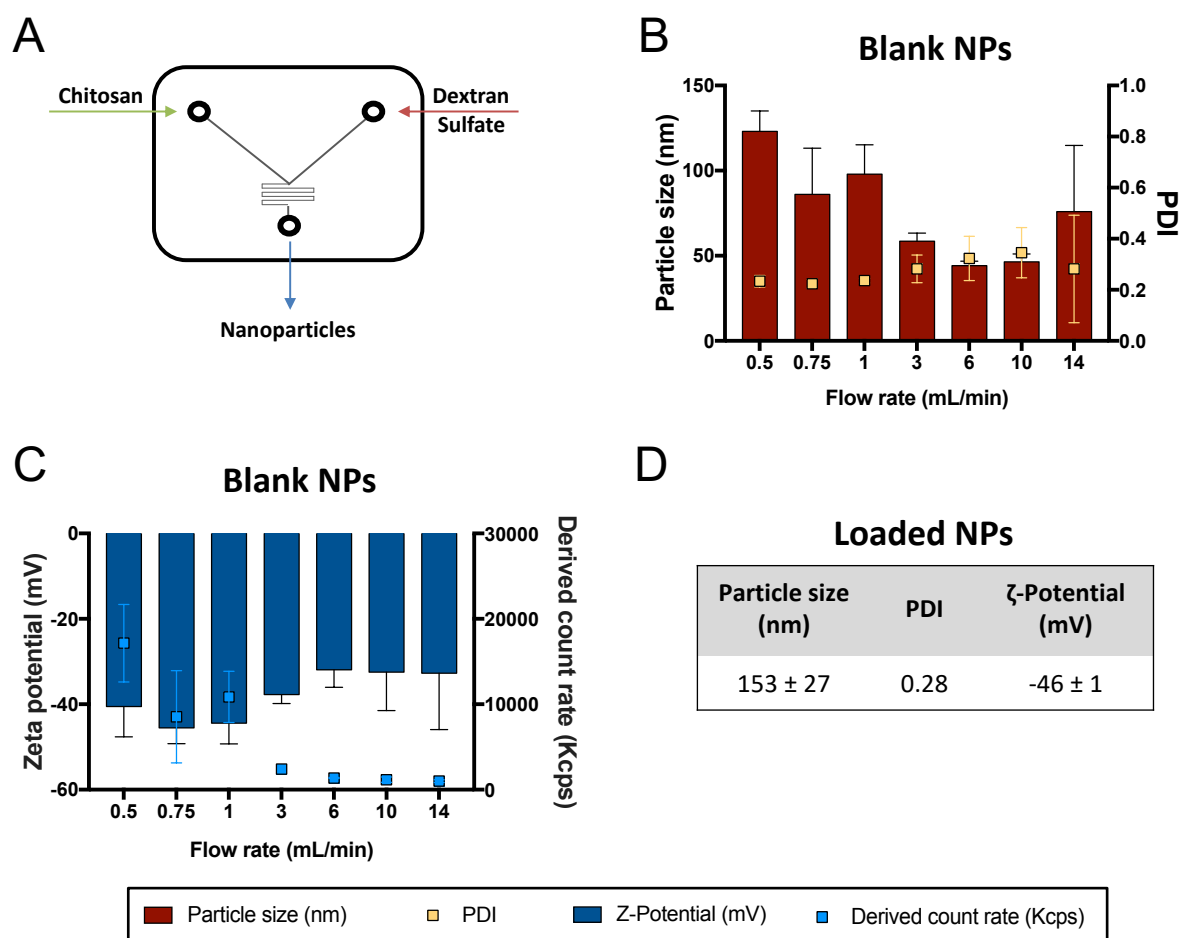 A
Chitosan
Dextran
Sulfate
Nanoparticles
B
Blank NPs
Particle size (nm)
150
100
50
0
1.0
0.8
0.6
0.4
0.2
0.0
PDI
0.5 0.75 1 3 6 10 14
Flow rate (mL/min)
C
Blank NPs
Zeta potential (mV)
0
-20
-40
-60
30000
20000
10000
0
Derived count rate (Kcps)
0.5 0.75 1 3 6 10 14
Flow rate (mL/min)
D
Loaded NPs
Particle size (nm) PDI ζ-Potential (mV)
153 ± 27 0.28 -46 ± 1
Particle size (nm) PDI Z-Potential (mV) Derived count rate (Kcps)